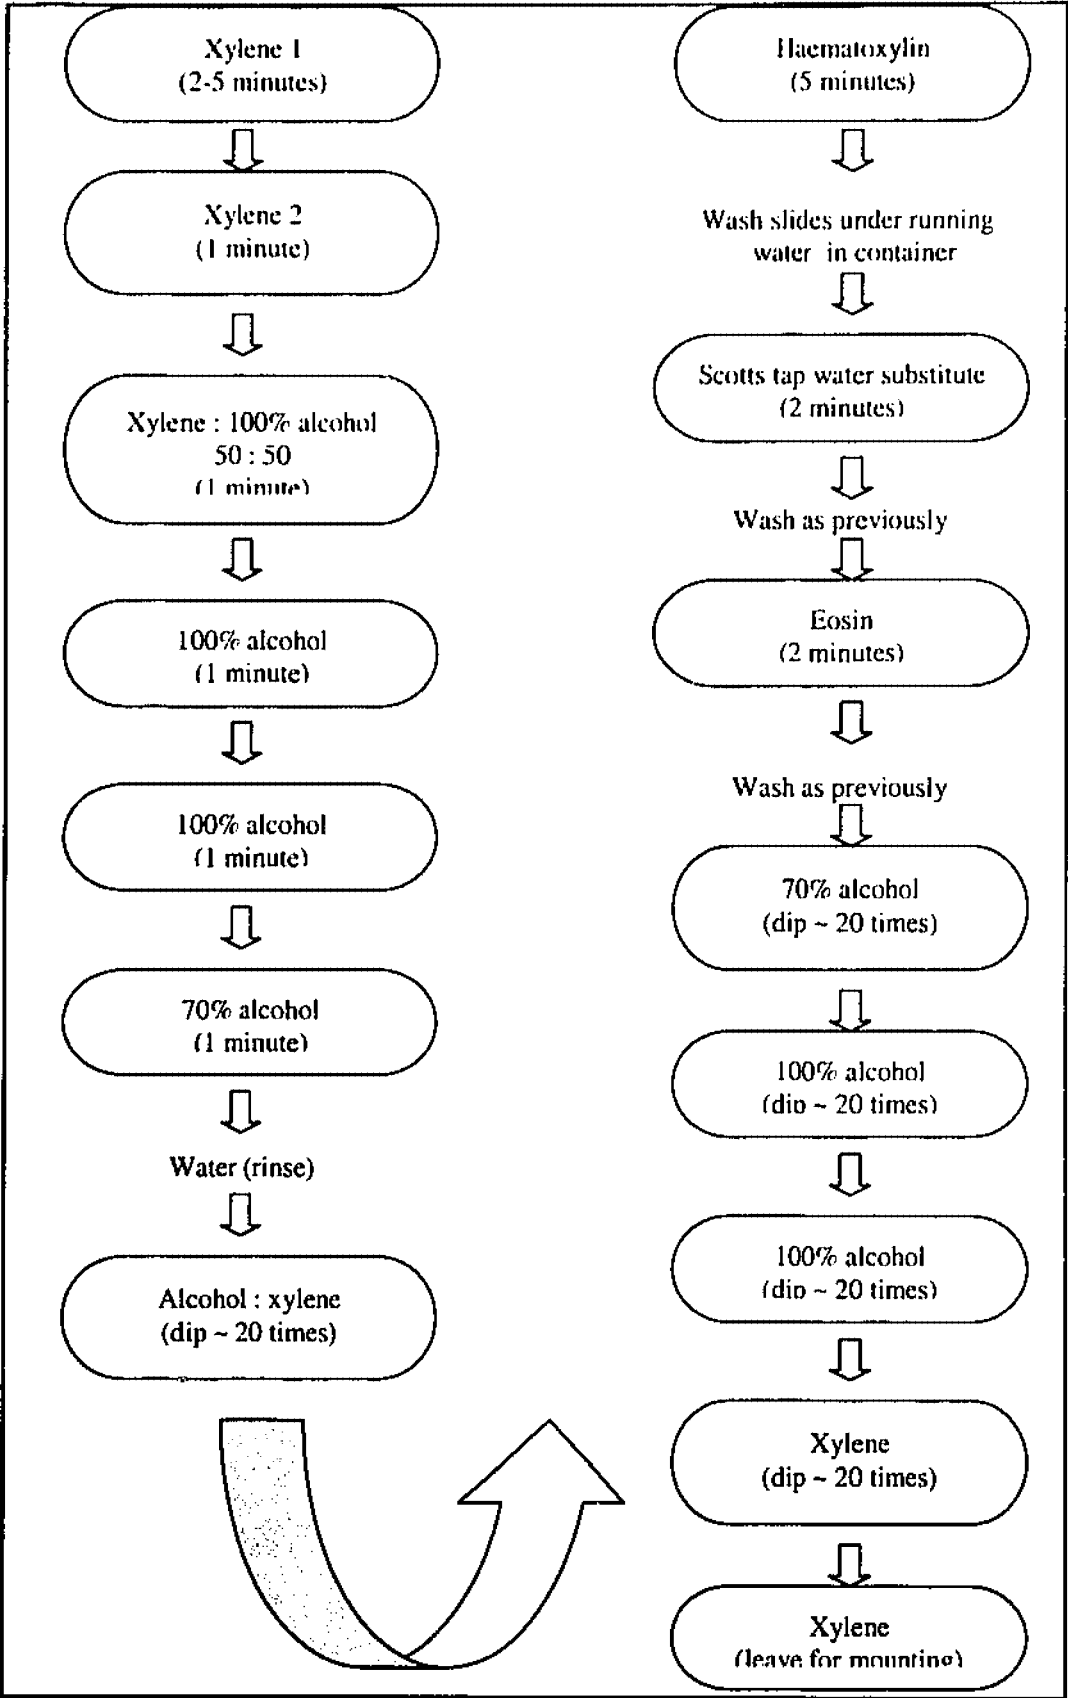 Xylene 1
(2-5 minutes)
Xylene 2
(1 minute)
Xylene : 100% alcohol
50 : 50
(1 minute)
100% alcohol
(1 minute)
100% alcohol
(1 minute)
70% alcohol
(1 minute)
Water (rinse)
Alcohol : xylene
(dip ~ 20 times)
Haematoxylin
(5 minutes)
Wash slides under running
water in container
Scotts tap water substitute
(2 minutes)
Wash as previously
Eosin
(2 minutes)
Wash as previously
70% alcohol
(dip ~ 20 times)
100% alcohol
(dip ~ 20 times)
100% alcohol
(dip ~ 20 times)
Xylene
(dip ~ 20 times)
Xylene
(leave for mounting)